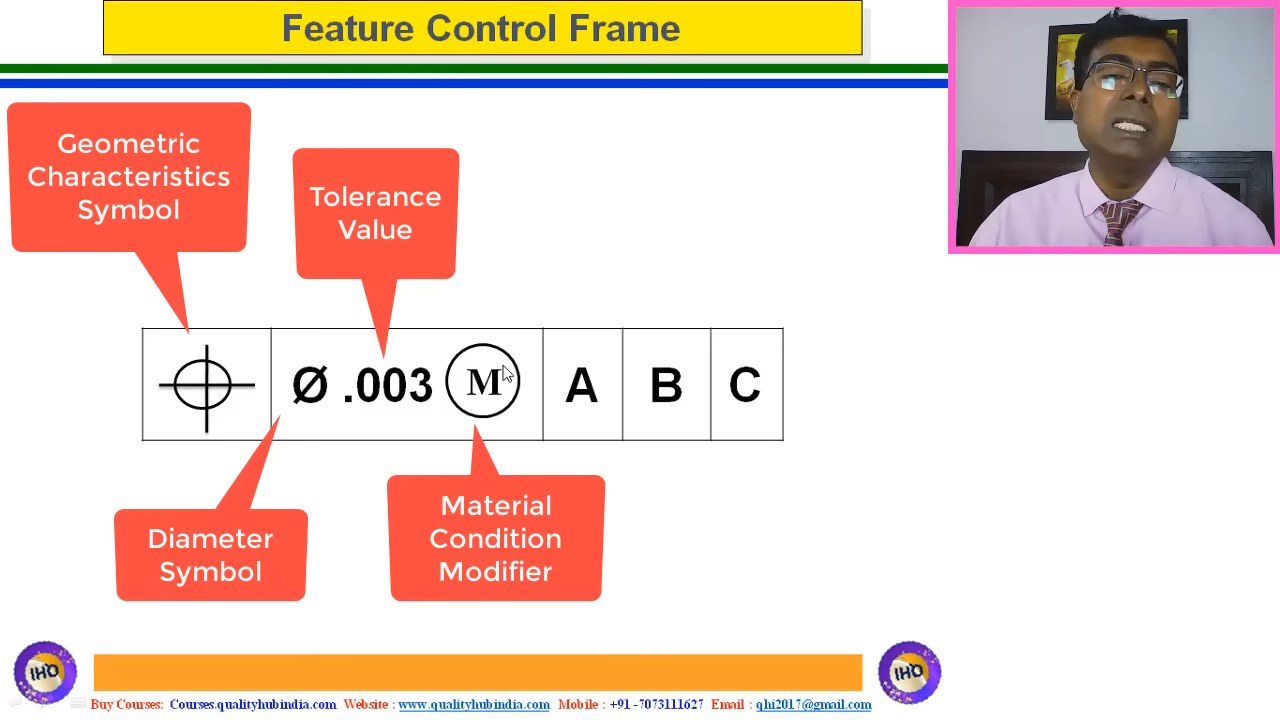 Feature Control Frame
Geometric
Characteristics
Symbol
Tolerance
Value
Ø .003 M A B C
Diameter
Symbol
Material
Condition
Modifier
IHQ IHQ
Buy Courses: Courses.qualityhubindia.com Website : www.qualityhubindia.com Mobile : +91 -7073111627 Email : qhi2017@gmail.com